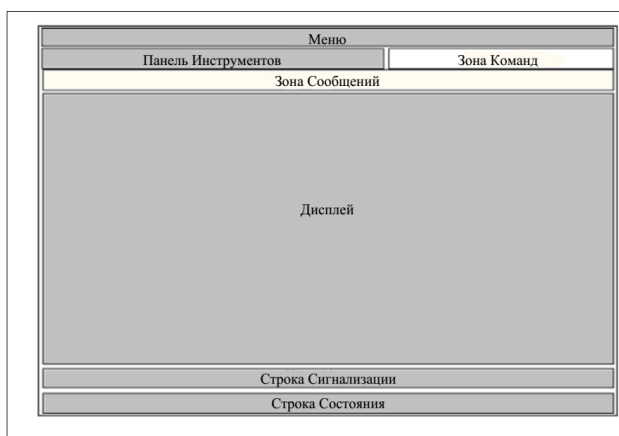 Меню
Панель Инструментов
Зона Команд
Зона Сообщений
Дисплей
Строка Сигнализации
Строка Состояния